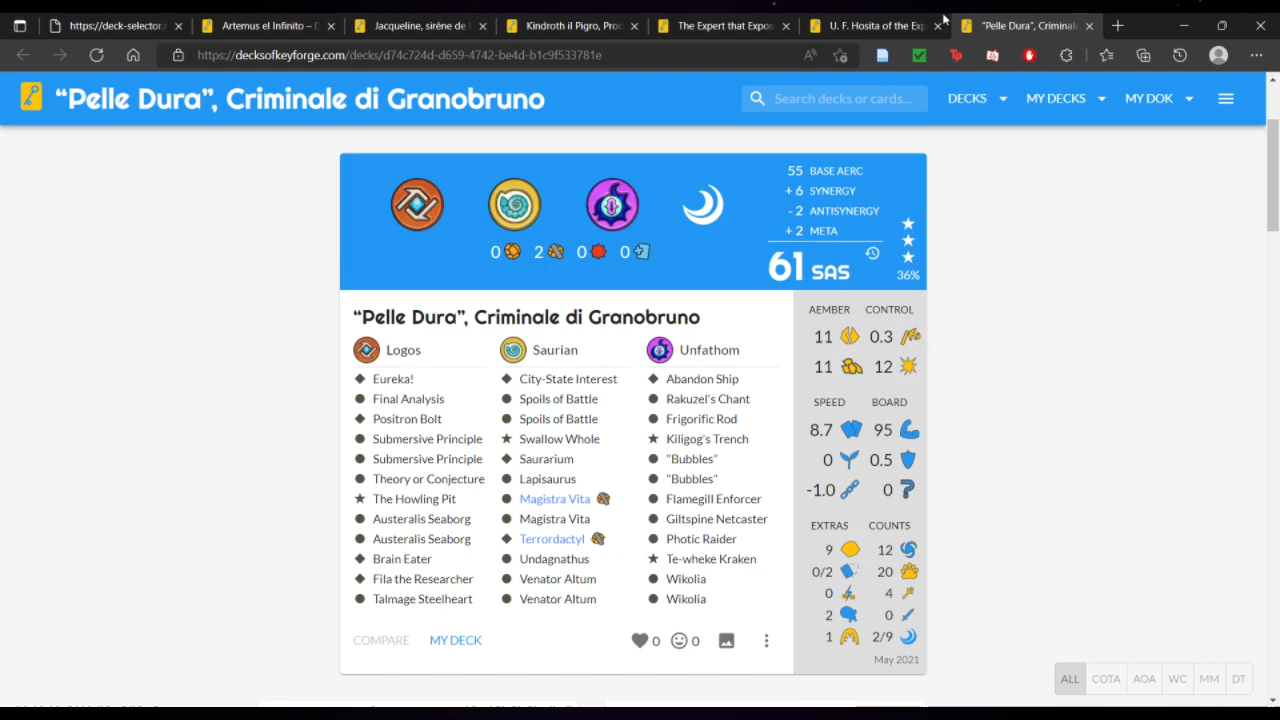 https://deck-selector.r
Artemus el Infinito – D
Jacqueline, sirène de l
Kindroth il Pigro, Proc
The Expert that Expos
U. F. Hosita of the Exp
“Pelle Dura”, Criminale
https://decksofkeyforge.com/decks/d74c724d-d659-4742-be4d-b1c9f533781e
“Pelle Dura”, Criminale di Granobruno
Search decks or cards...
DECKS
MY DECKS
MY DOK
55 BASE AERC
+ 6 SYNERGY
- 2 ANTISYNERGY
+ 2 META
61 SAS
36%
0 2 0 0
“Pelle Dura”, Criminale di Granobruno
Logos
Eureka!
Final Analysis
Positron Bolt
Submersive Principle
Submersive Principle
Theory or Conjecture
The Howling Pit
Australis Seaborg
Australis Seaborg
Brain Eater
Fila the Researcher
Talmage Steelheart
Saurian
City-State Interest
Spoils of Battle
Spoils of Battle
Swallow Whole
Saurarium
Lapisaurus
Magistra Vita
Magistra Vita
Terrordactyl
Undagnathus
Venator Altum
Venator Altum
Unfathom
Abandon Ship
Rakuzel's Chant
Frigorific Rod
Kiligog's Trench
"Bubbles"
"Bubbles"
Flamegill Enforcer
Giltspine Netcaster
Photic Raider
Te-wheke Kraken
Wikolia
Wikolia
COMPARE
MY DECK
0
0
AEMBER CONTROL
11 0.3
11 12
SPEED BOARD
8.7 95
0 0.5
-1.0 0
EXTRAS COUNTS
9 12
0/2 20
0 4
2 0
1 2/9
May 2021
ALL COTA AOA WC MM DT